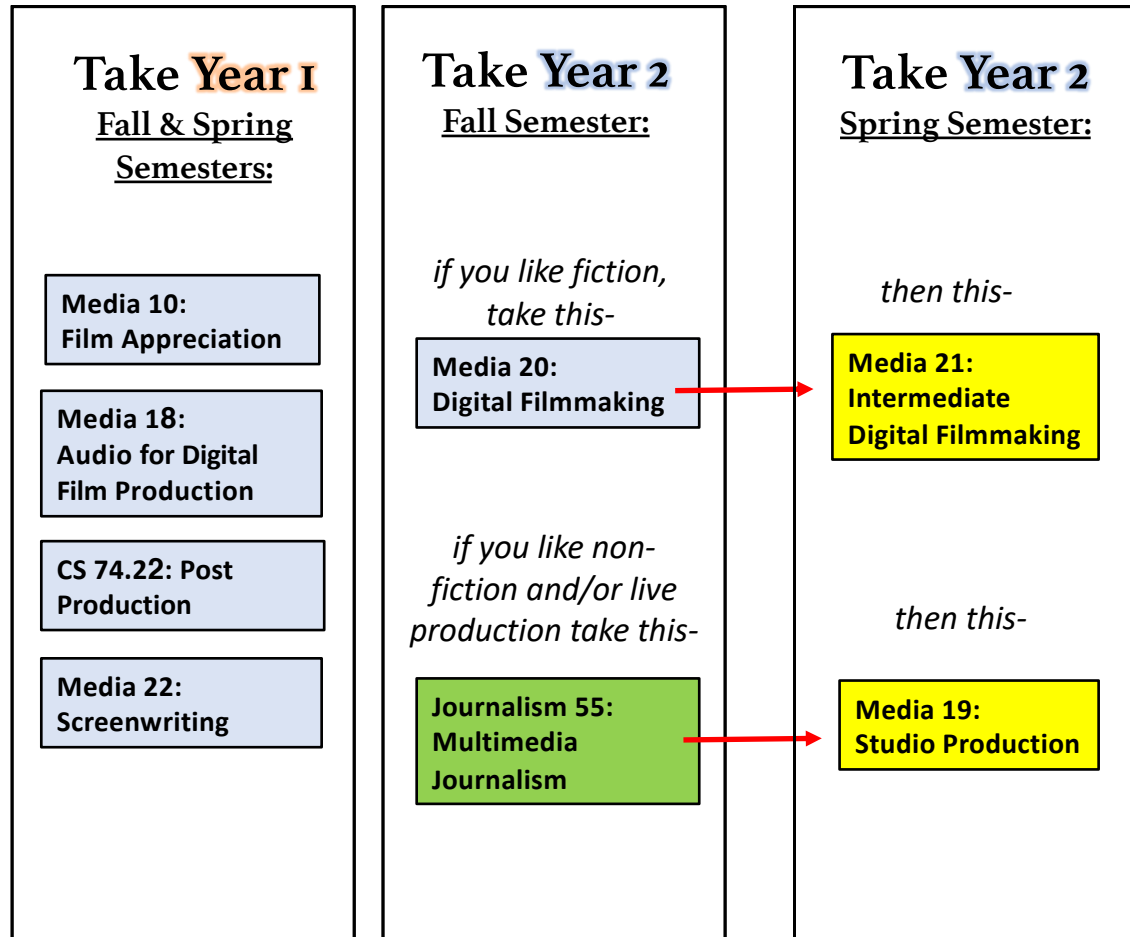 Take Year 1
Fall & Spring
Semesters:
Media 10:
Film Appreciation
Media 18:
Audio for Digital
Film Production
CS 74.22: Post
Production
Media 22:
Screenwriting
Take Year 2
Fall Semester:
if you like fiction,
take this-
Media 20:
Digital Filmmaking
if you like non-
fiction and/or live
production take this-
Journalism 55:
Multimedia
Journalism
Take Year 2
Spring Semester:
then this-
Media 21:
Intermediate
Digital Filmmaking
then this-
Media 19:
Studio Production